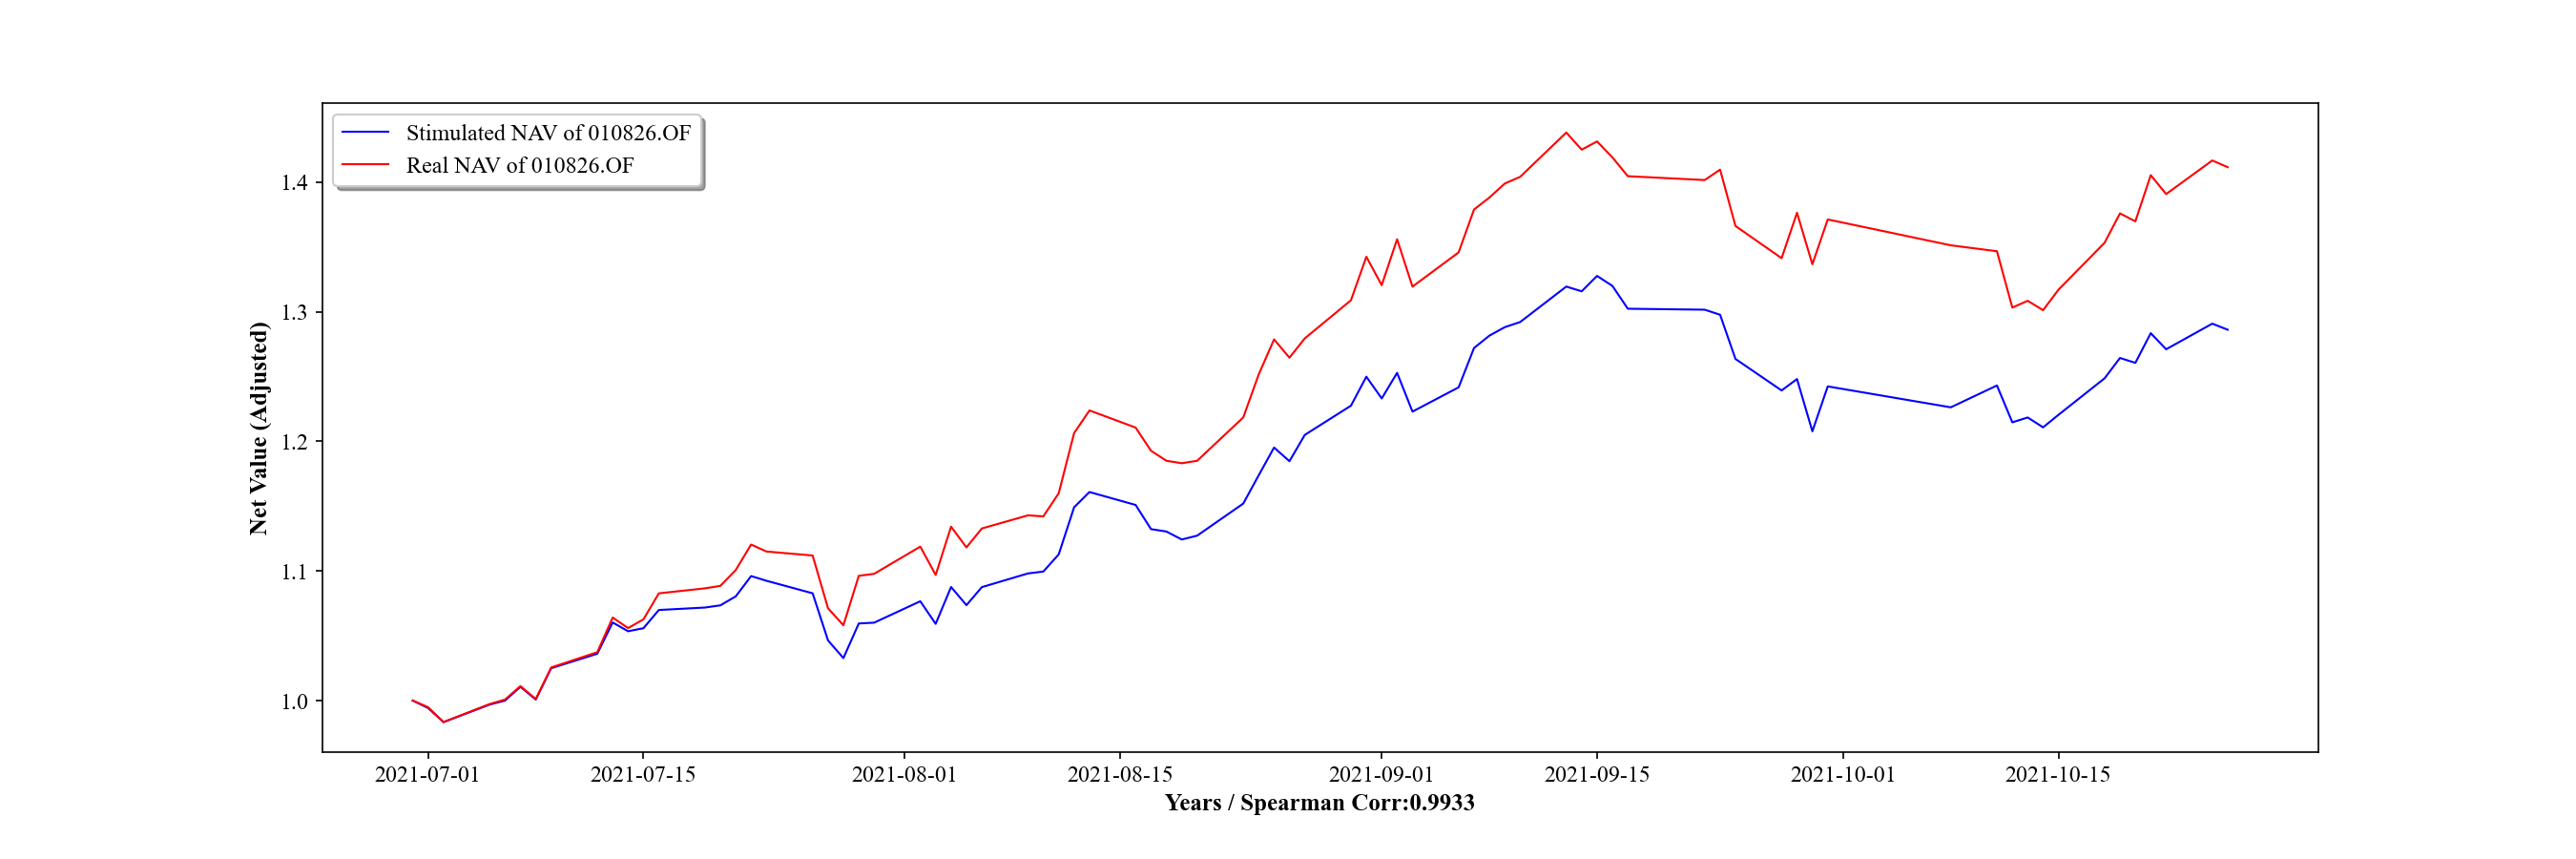 Stimulated NAV of 010826.OF
Real NAV of 010826.OF
Net Value (Adjusted)
1.4
1.3
1.2
1.1
1.0
2021-07-01 2021-07-15 2021-08-01 2021-08-15 2021-09-01 2021-09-15 2021-10-01 2021-10-15
Years / Spearman Corr:0.9933